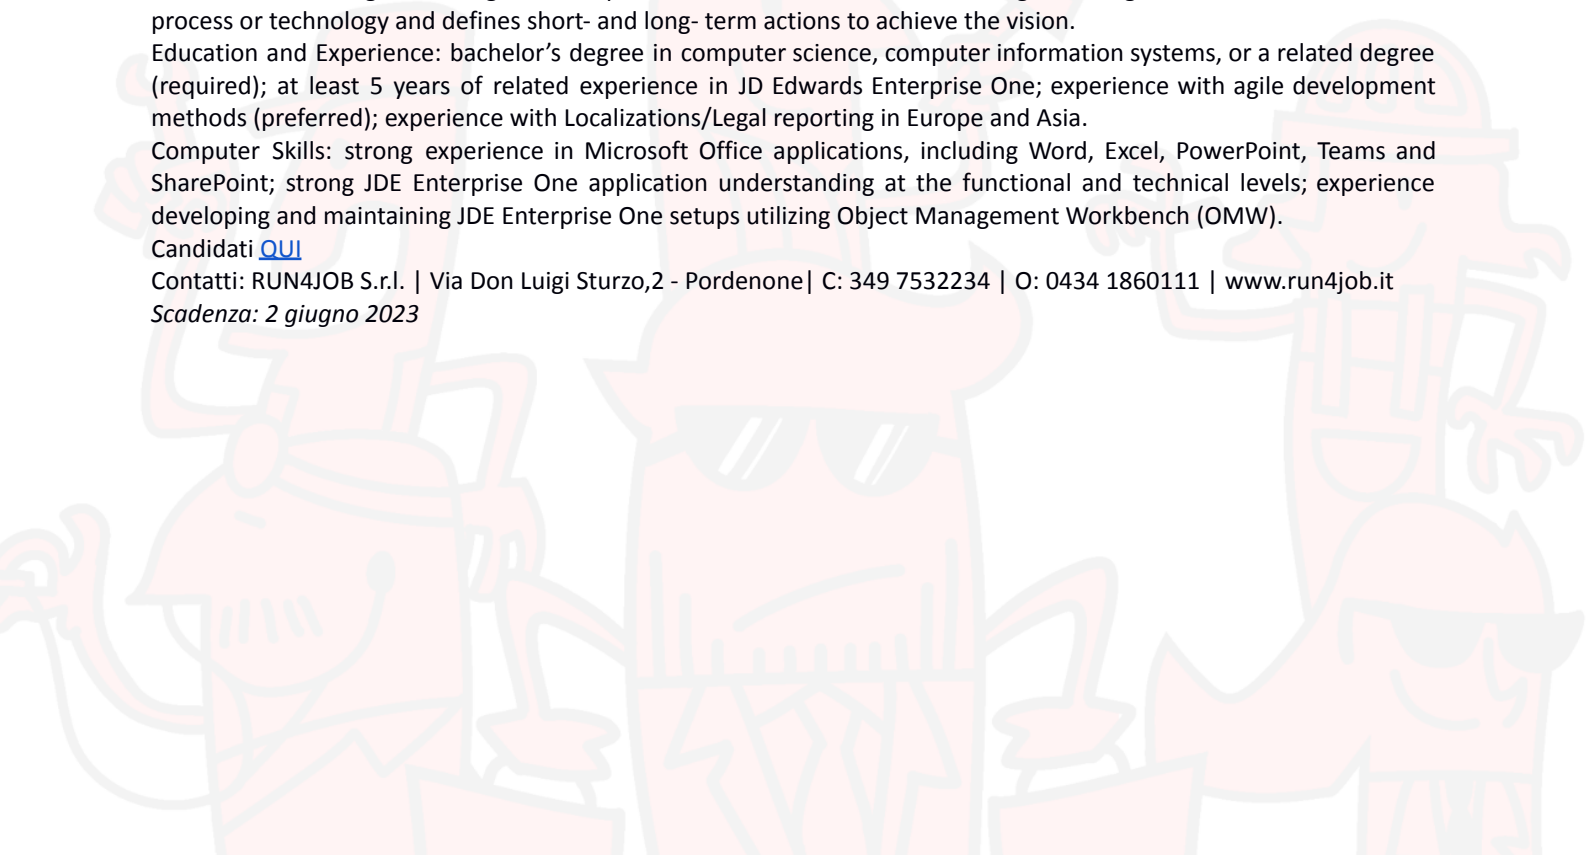 process or technology and defines short- and long- term actions to achieve the vision.
Education and Experience: bachelor’s degree in computer science, computer information systems, or a related degree
(required); at least 5 years of related experience in JD Edwards Enterprise One; experience with agile development
methods (preferred); experience with Localizations/Legal reporting in Europe and Asia.
Computer Skills: strong experience in Microsoft Office applications, including Word, Excel, PowerPoint, Teams and
SharePoint; strong JDE Enterprise One application understanding at the functional and technical levels; experience
developing and maintaining JDE Enterprise One setups utilizing Object Management Workbench (OMW).
Candidati QUI
Contatti: RUN4JOB S.r.l. | Via Don Luigi Sturzo,2 - Pordenone| C: 349 7532234 | O: 0434 1860111 | www.run4job.it
Scadenza: 2 giugno 2023